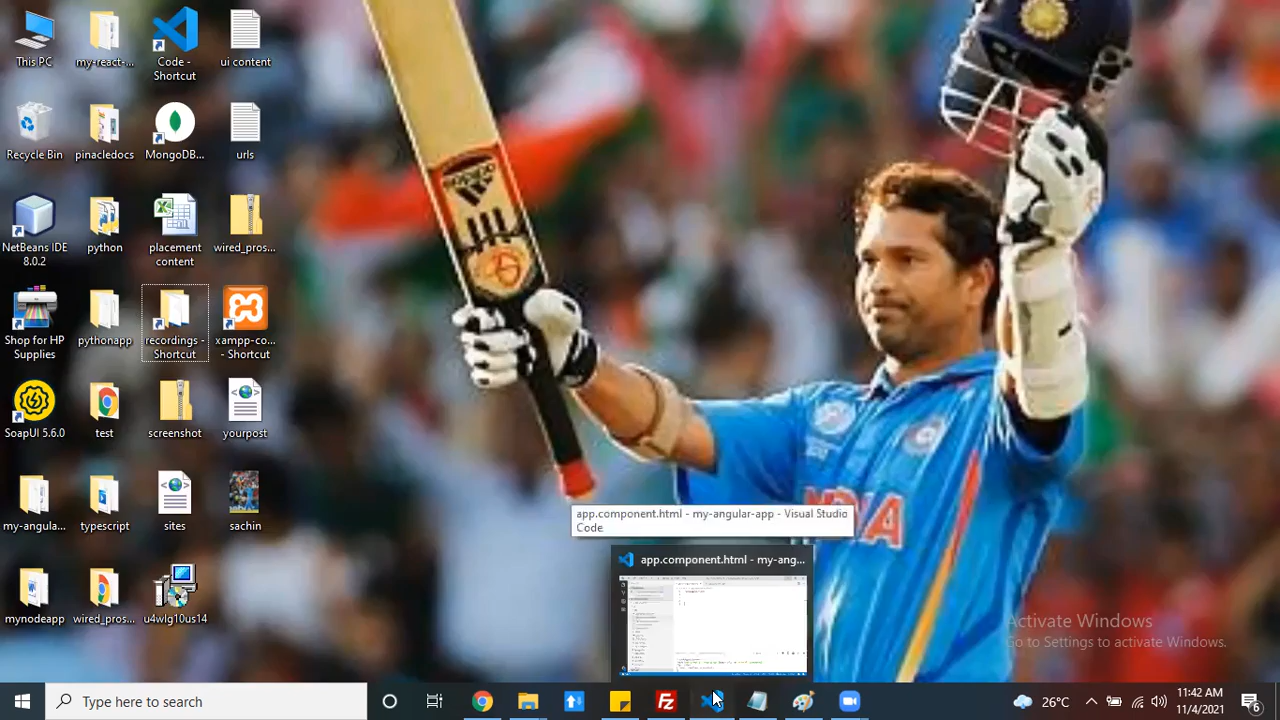 This PC
my-react-...
Code -
Shortcut
ui content
Recycle Bin
pinacledocs
MongoDB...
urls
NetBeans IDE
8.0.2
python
placement
content
wired_pros...
Shop for HP
Supplies
pythonapp
recordings -
Shortcut
xampp-co...
- Shortcut
SoapUI 5.6.0
test
screenshot
yourpost
my-angula...
typescript
sites
sachin
u4wlg10
adidas
INDIA
app.component.html - my-angular-app - Visual Studio
Code
app.component.html - my-ang...
Activate Windows
Go to Settings to activate Windows.
Type here to search
26°C
11:42 AM
11/4/2021
6